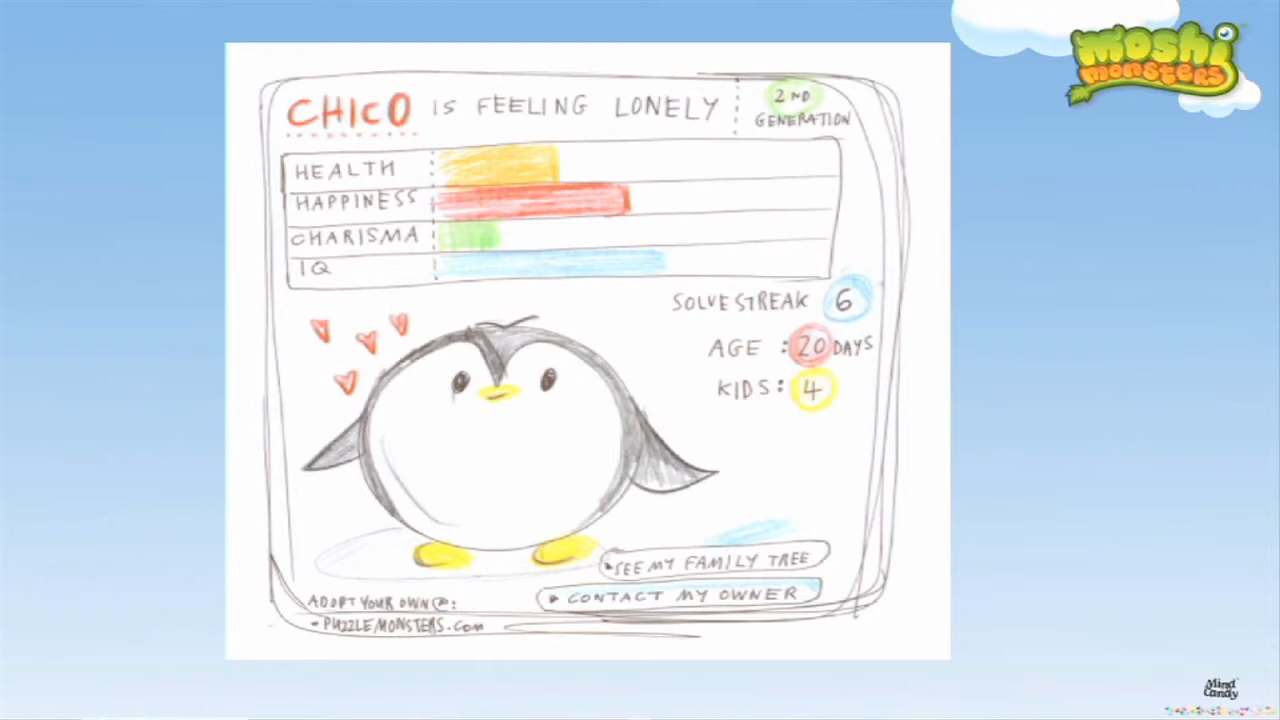 moshi
monsters
CHICO IS FEELING LONELY
2ND
GENERATION
HEALTH
HAPPINESS
CHARISMA
IQ
SOLVE STREAK 6
AGE : 20 DAYS
KIDS : 4
SEE MY FAMILY TREE
CONTACT MY OWNER
ADOPT YOUR OWN @:
PUZZLEMONSTERS.COM
Mind
Candy